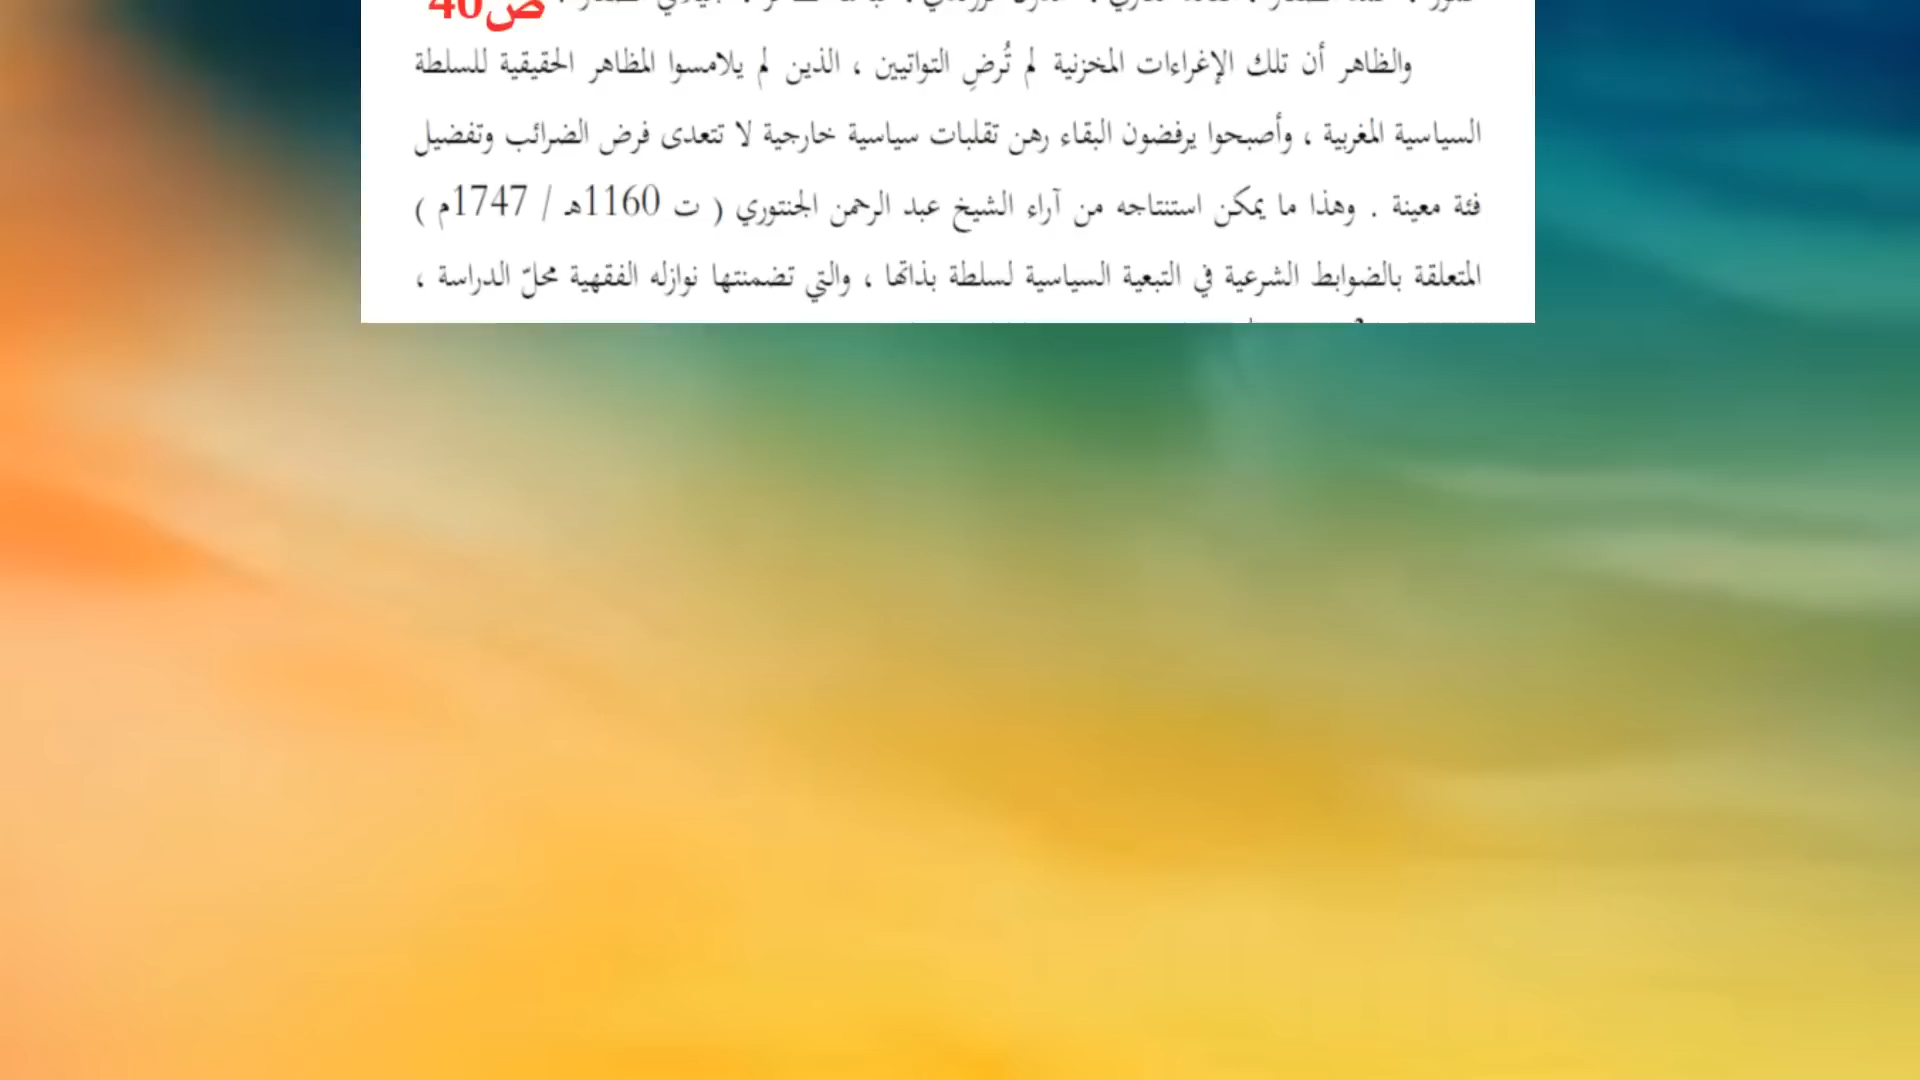 ص40
والظاهر أن تلك الإغراءات المخزنية لم تُرضِ التواتيين ، الذين لم يلامسوا المظاهر الحقيقية للسلطة
السياسية المغربية ، وأصبحوا يرفضون البقاء رهن تقلبات سياسية خارجية لا تتعدى فرض الضرائب وتفضيل
فئة معينة . وهذا ما يمكن استنتاجه من آراء الشيخ عبد الرحمن الجنتوري ( ت 1160هـ / 1747م )
المتعلقة بالضوابط الشرعية في التبعية السياسية لسلطة بذاتها ، والتي تضمنتها نوازله الفقهية محلّ الدراسة ،